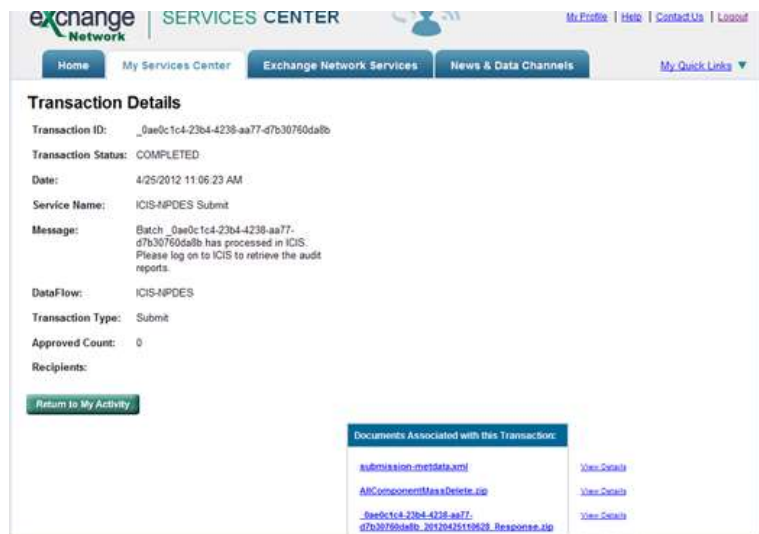 exchange Network SERVICES CENTER
My Profile | Help | Contact Us | Logout
Home My Services Center Exchange Network Services News & Data Channels My Quick Links ▼
Transaction Details
Transaction ID: _0ae0c1c4-23b4-4238-aa77-d7b30760da8b
Transaction Status: COMPLETED
Date: 4/25/2012 11:06:23 AM
Service Name: ICIS-NPDES Submit
Message: Batch _0ae0c1c4-23b4-4238-aa77-
d7b30760da8b has processed in ICIS.
Please log on to ICIS to retrieve the audit
reports.
DataFlow: ICIS-NPDES
Transaction Type: Submit
Approved Count: 0
Recipients:
Return to My Activity
Documents Associated with this Transaction:
submission-metdata.xml View Details
AllComponentMassDelete.zip View Details
_0ae0c1c4-23b4-4238-aa77- View Details
d7b30760da8b_20120425110628_Response.zip